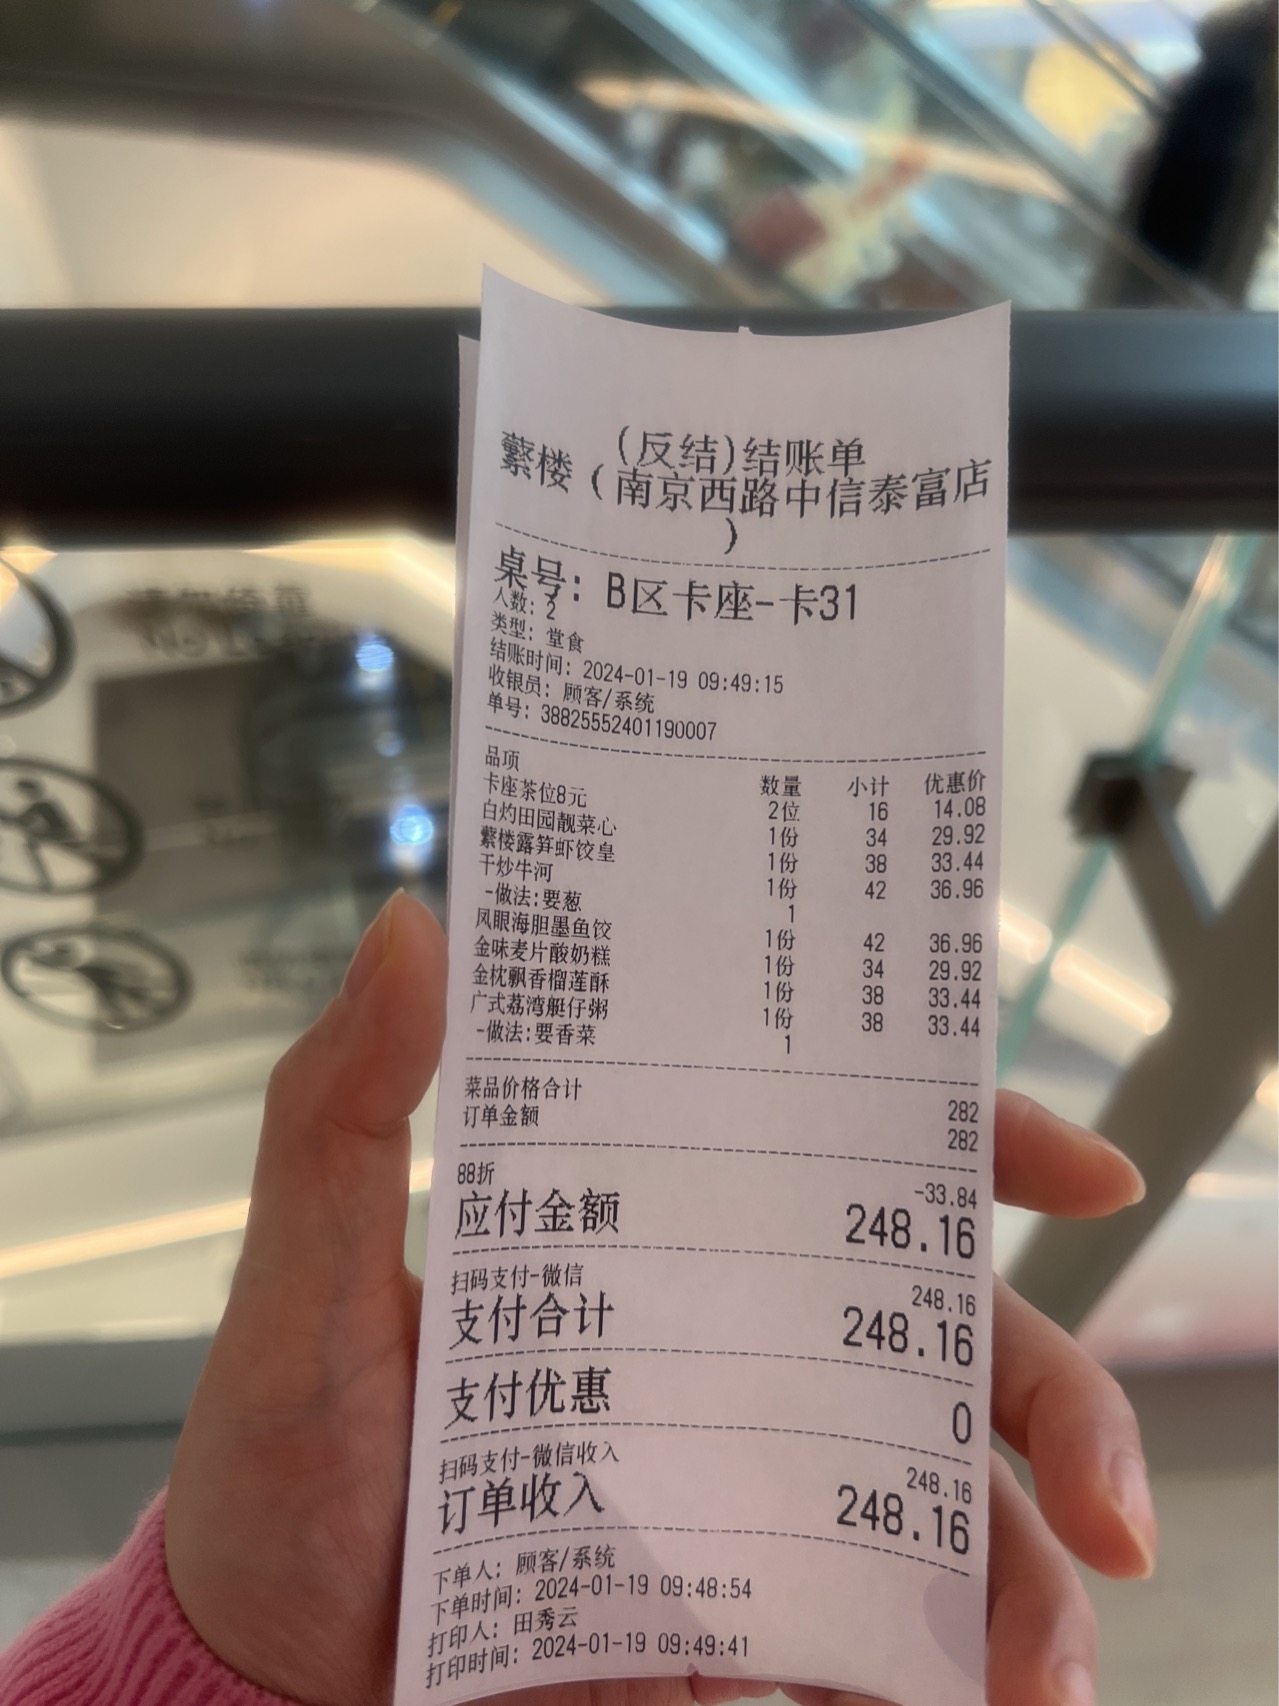 (反结)结账单
蘩楼（南京西路中信泰富店
）
桌号：B区卡座-卡31
人数：2
类型：堂食
结账时间：2024-01-19 09:49:15
收银员：顾客/系统
单号：38825552401190007
品项 数量 小计 优惠价
卡座茶位8元 2位 16 14.08
白灼田园靓菜心 1份 34 29.92
蘩楼露笋虾饺皇 1份 38 33.44
干炒牛河 1份 42 36.96
-做法：要葱 1
凤眼海胆墨鱼饺 1份 42 36.96
金味麦片酸奶糕 1份 34 29.92
金枕飘香榴莲酥 1份 38 33.44
广式荔湾艇仔粥 1份 38 33.44
-做法：要香菜 1
菜品价格合计 282
订单金额 282
88折 -33.84
应付金额 248.16
扫码支付-微信 248.16
支付合计 248.16
支付优惠 0
扫码支付-微信收入 248.16
订单收入 248.16
下单人：顾客/系统
下单时间：2024-01-19 09:48:54
打印人：田秀云
打印时间：2024-01-19 09:49:41